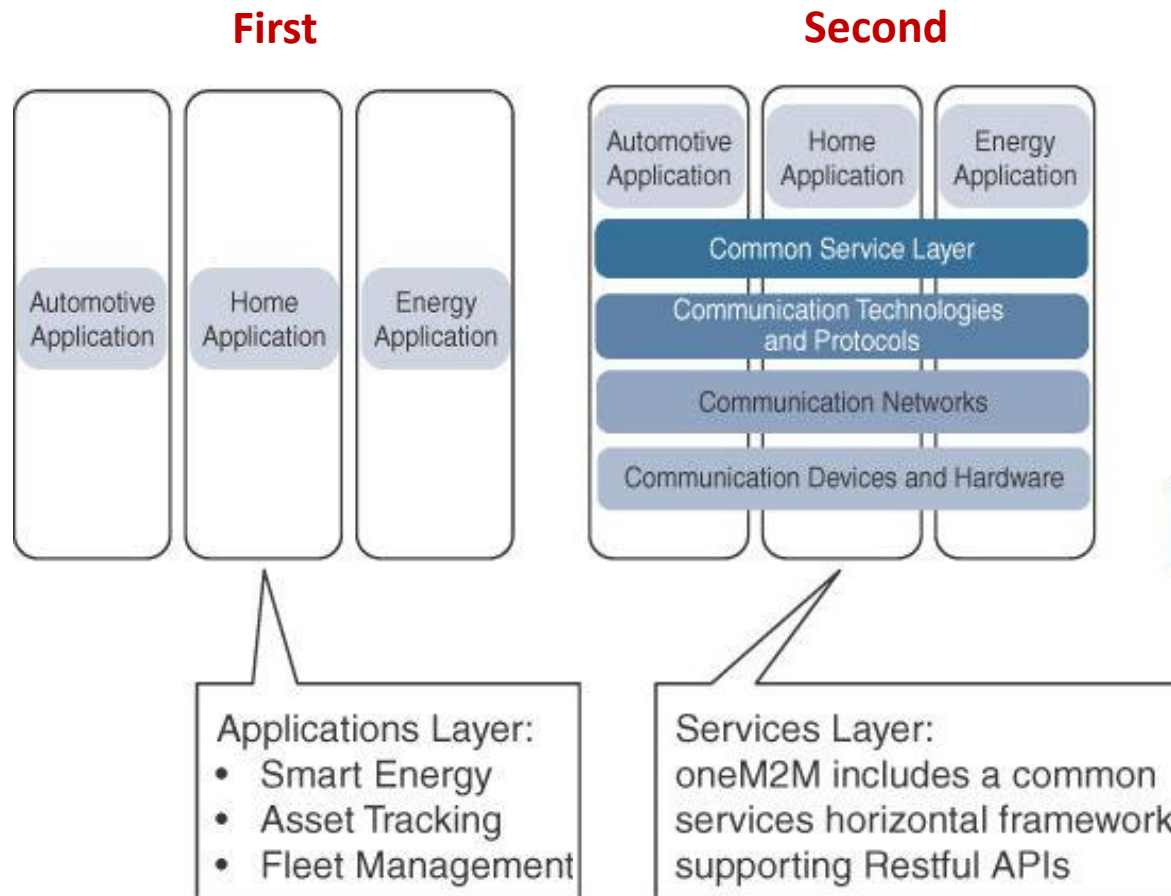 First
Second
Automotive
Application
Home
Application
Energy
Application
Automotive
Application
Home
Application
Energy
Application
Common Service Layer
Communication Technologies
and Protocols
Communication Networks
Communication Devices and Hardware
Applications Layer:
• Smart Energy
• Asset Tracking
• Fleet Management
Services Layer:
oneM2M includes a common
services horizontal framework
supporting Restful APIs